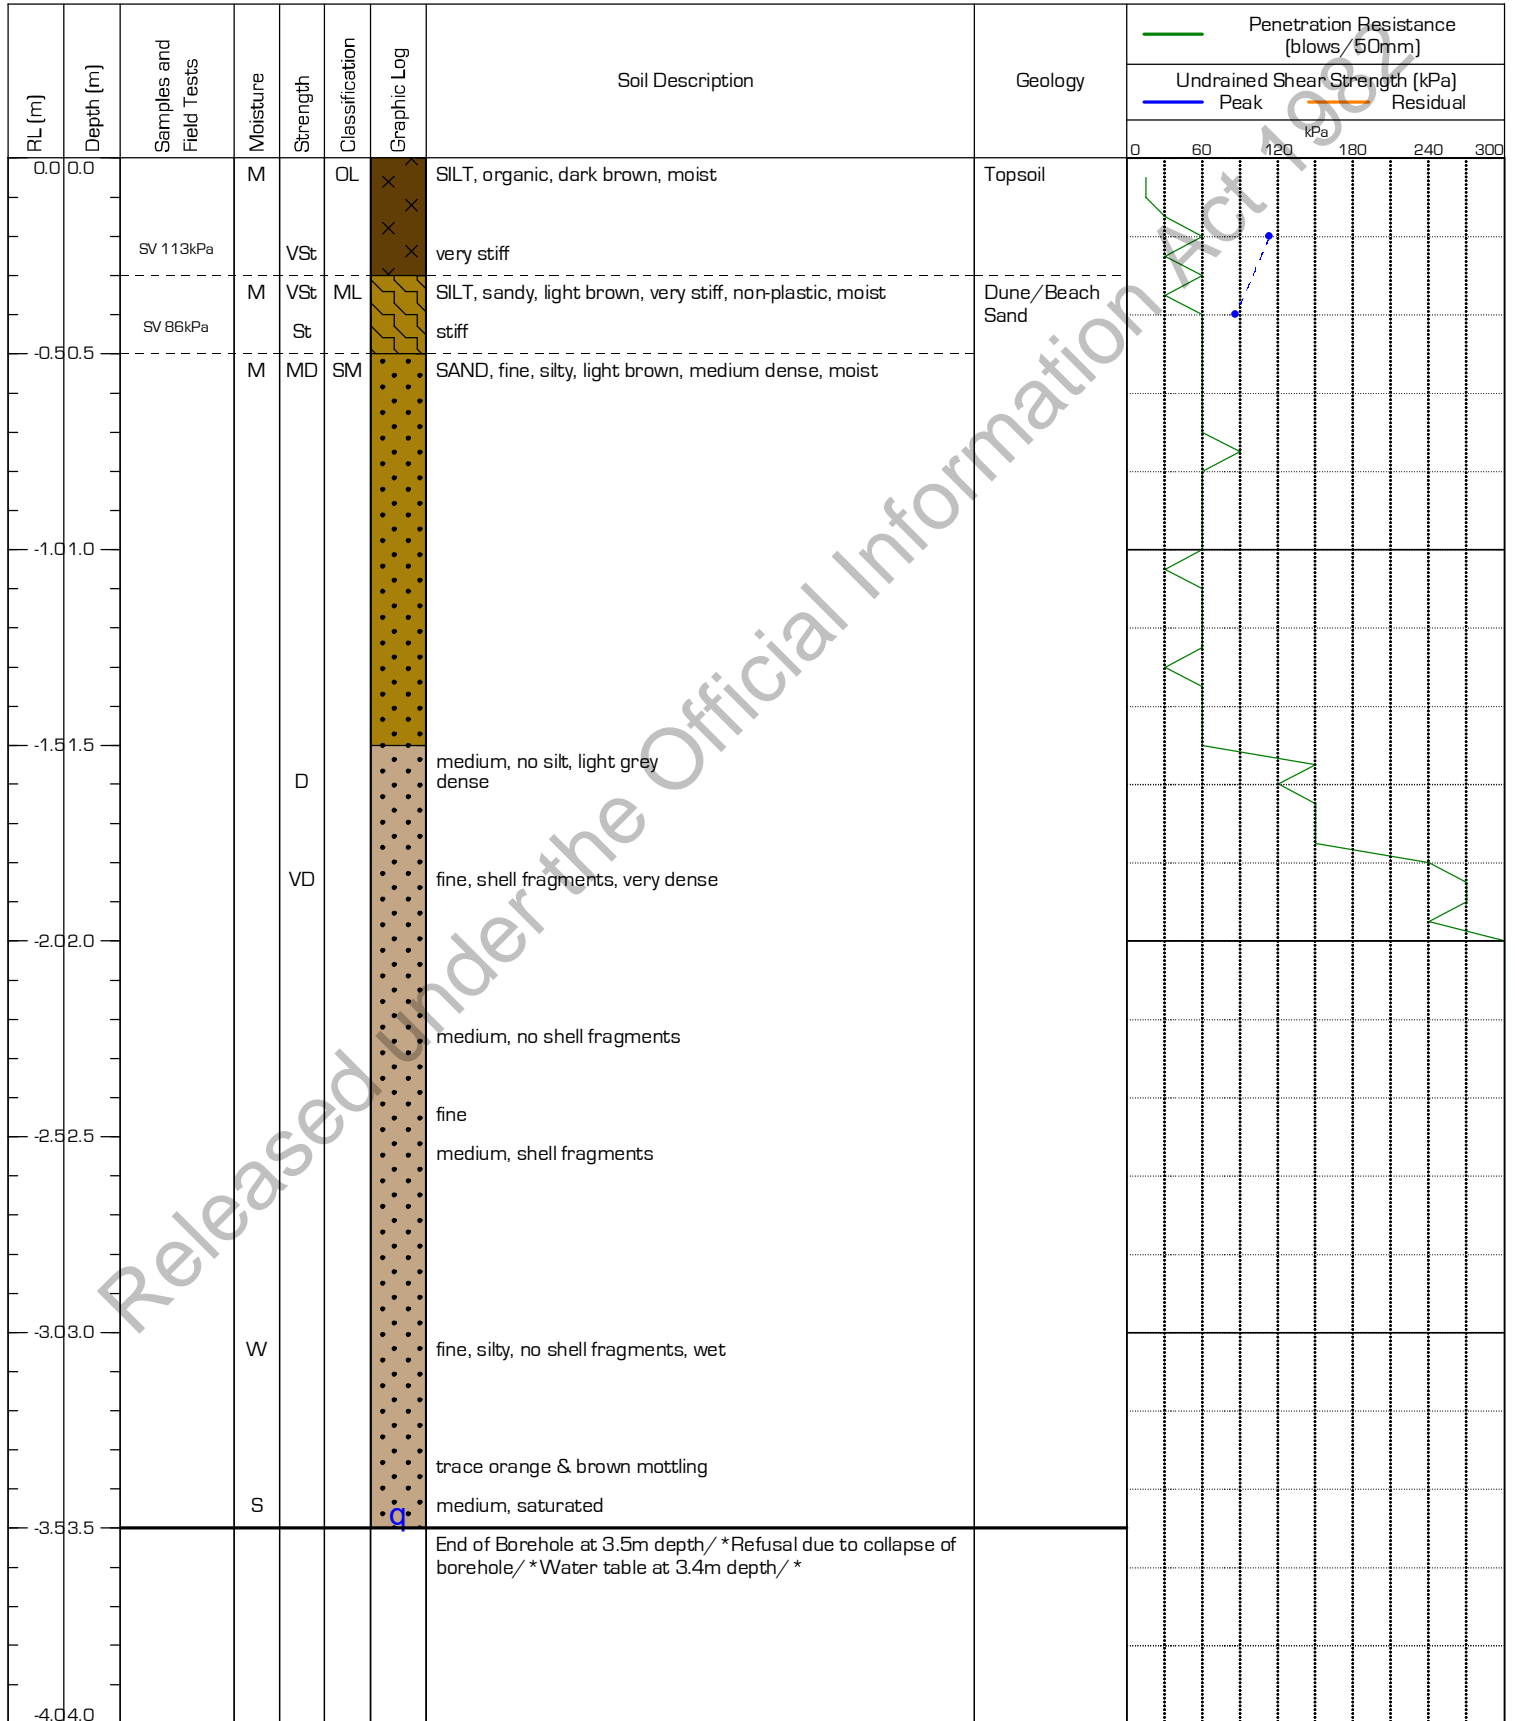 RL (m)
Depth (m)
Samples and
Field Tests
Moisture
Strength
Classification
Graphic Log
Soil Description
Geology
Penetration Resistance
(blows/50mm)
Undrained Shear Strength (kPa)
Peak Residual
kPa
0 60 120 180 240 300
0.0 0.0
M OL SILT, organic, dark brown, moist Topsoil
SV 113kPa VSt very stiff
M VSt ML SILT, sandy, light brown, very stiff, non-plastic, moist Dune/Beach
Sand
SV 86kPa St stiff
-0.5 0.5
M MD SM SAND, fine, silty, light brown, medium dense, moist
-1.0 1.0
-1.5 1.5
medium, no silt, light grey
D dense
VD fine, shell fragments, very dense
-2.0 2.0
medium, no shell fragments
fine
-2.5 2.5
medium, shell fragments
-3.0 3.0
W fine, silty, no shell fragments, wet
trace orange & brown mottling
S medium, saturated
q
-3.5 3.5
End of Borehole at 3.5m depth/ *Refusal due to collapse of
borehole/ *Water table at 3.4m depth/ *
-4.0 4.0
Released under the Official Information Act 1982